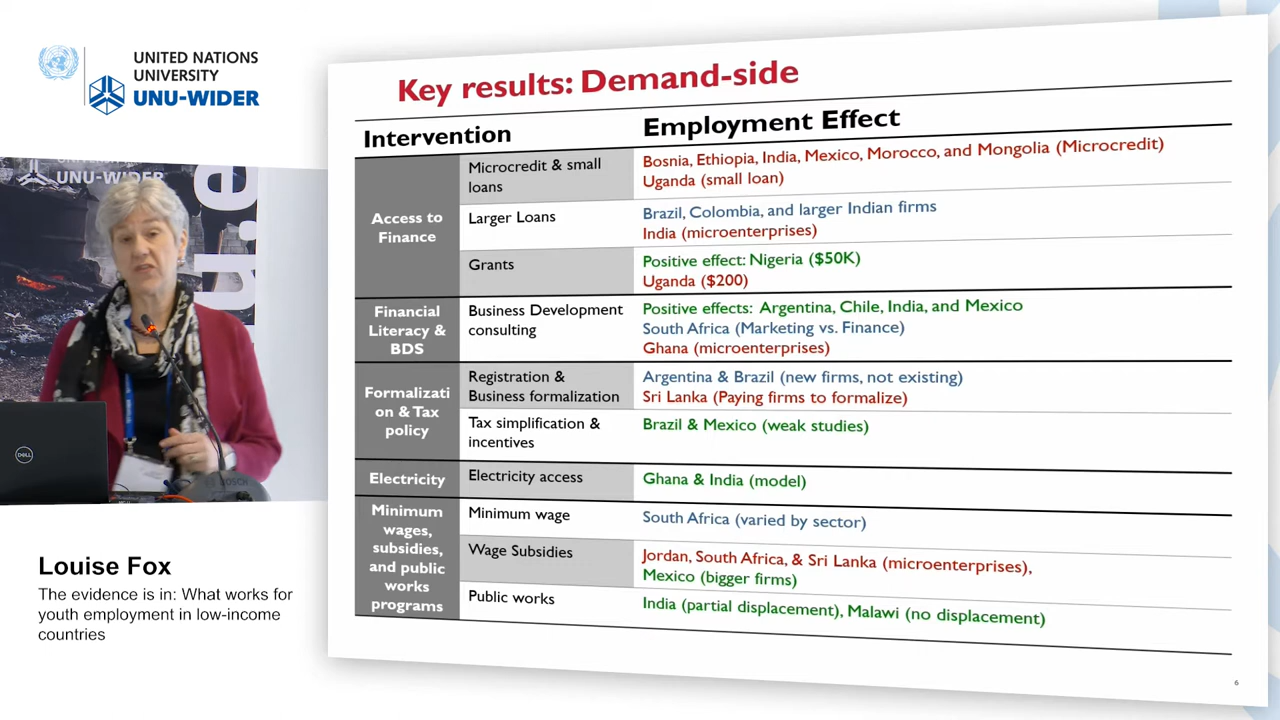 UNITED NATIONS
UNIVERSITY
UNU-WIDER
UNU-WIDER
u.e
DELL
BOSCH
Louise Fox
The evidence is in: What works for
youth employment in low-income
countries
Key results: Demand-side
Intervention
Employment Effect
Access to
Finance
Microcredit & small
loans
Bosnia, Ethiopia, India, Mexico, Morocco, and Mongolia (Microcredit)
Uganda (small loan)
Larger Loans
Brazil, Colombia, and larger Indian firms
India (microenterprises)
Grants
Positive effect: Nigeria ($50K)
Uganda ($200)
Financial
Literacy &
BDS
Business Development
consulting
Positive effects: Argentina, Chile, India, and Mexico
South Africa (Marketing vs. Finance)
Ghana (microenterprises)
Formalizati
on & Tax
policy
Registration &
Business formalization
Argentina & Brazil (new firms, not existing)
Sri Lanka (Paying firms to formalize)
Tax simplification &
incentives
Brazil & Mexico (weak studies)
Electricity
Electricity access
Ghana & India (model)
Minimum
wages,
subsidies,
and public
works
programs
Minimum wage
South Africa (varied by sector)
Wage Subsidies
Jordan, South Africa, & Sri Lanka (microenterprises),
Mexico (bigger firms)
Public works
India (partial displacement), Malawi (no displacement)
6